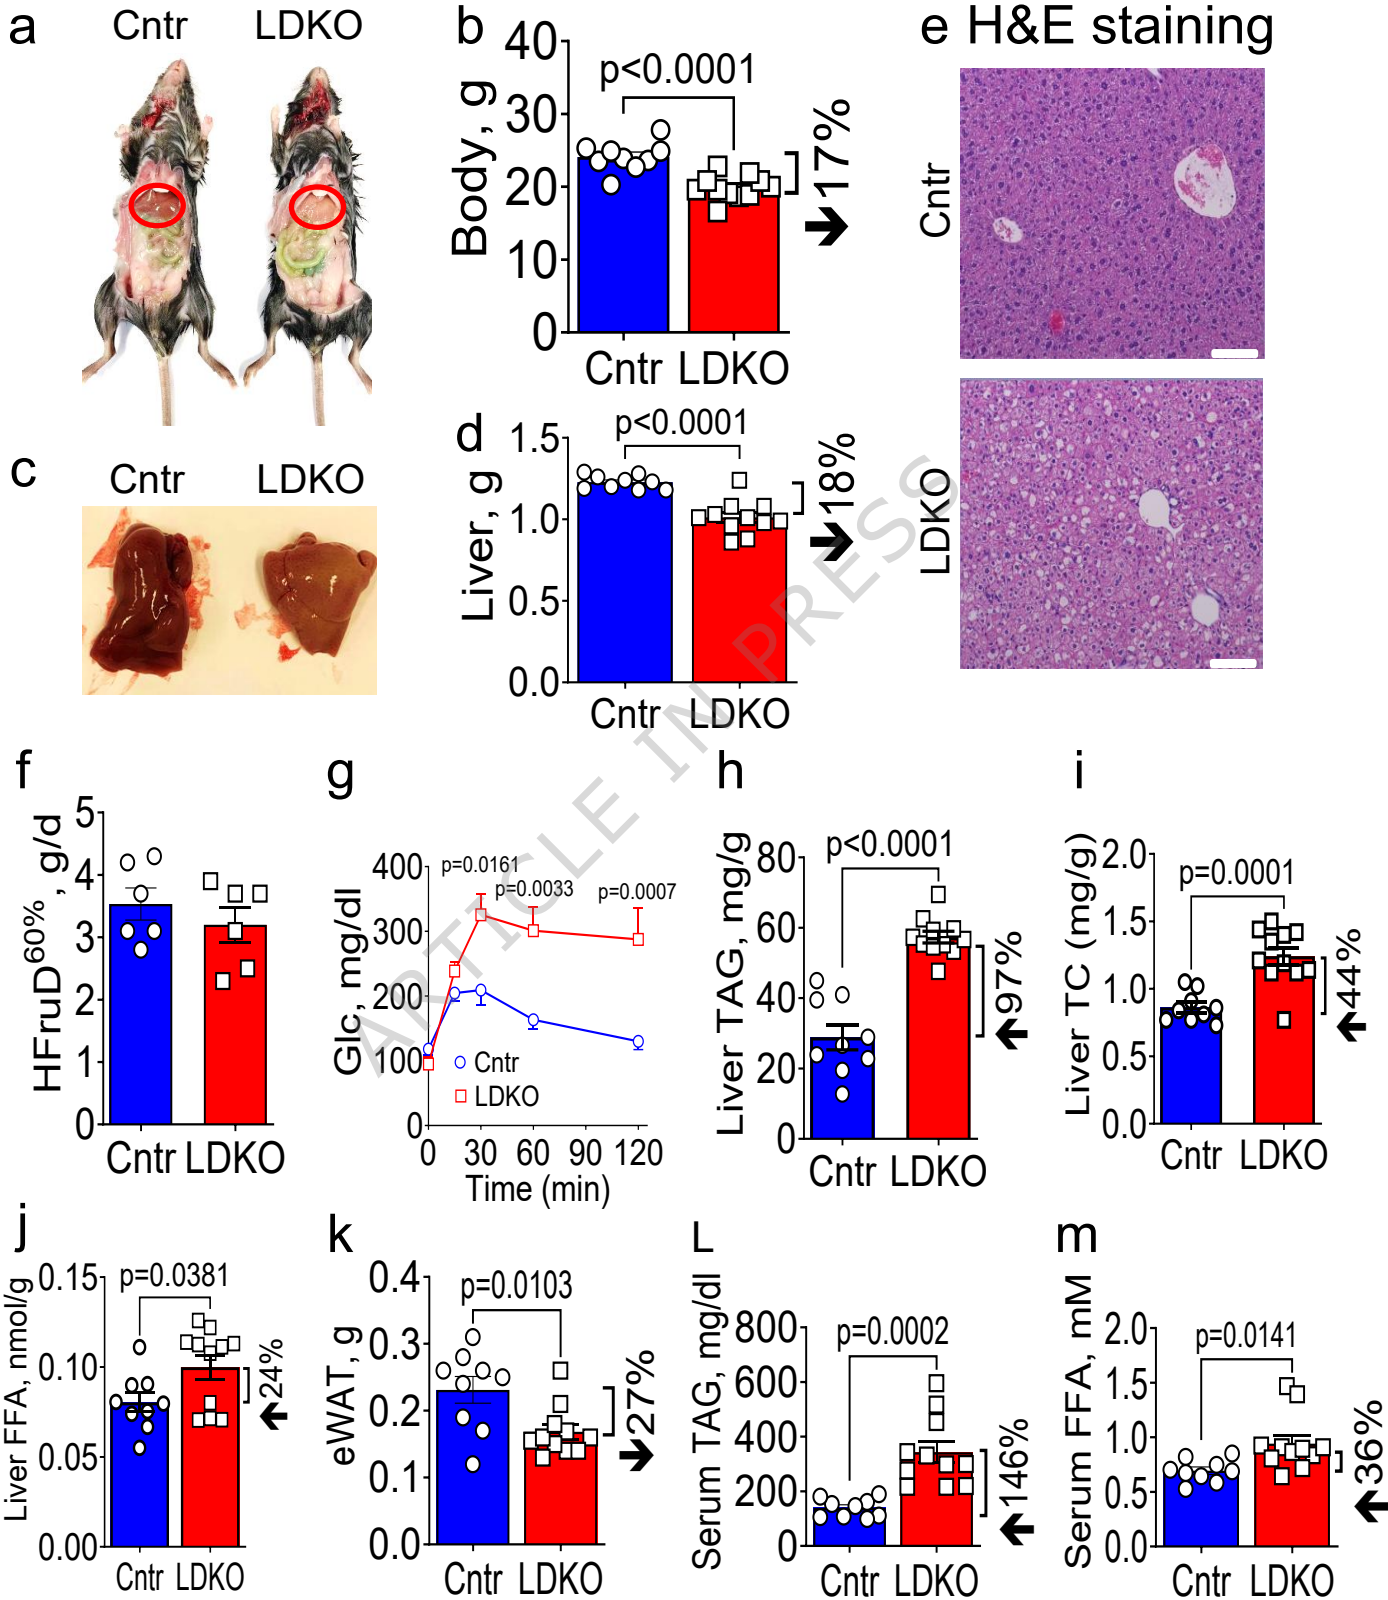 a
Cntr LDKO
b
40
30
20
10
0
Body, g
p<0.0001
17%
Cntr LDKO
e H&E staining
Cntr
LDKO
c
Cntr LDKO
d
1.5
1.0
0.5
0.0
Liver, g
p<0.0001
18%
Cntr LDKO
f
5
4
3
2
1
0
HFruD60%, g/d
Cntr LDKO
g
400
300
200
100
0
Glc, mg/dl
p=0.0161
p=0.0033
p=0.0007
Cntr
LDKO
0 30 60 90 120
Time (min)
h
80
60
40
20
0
Liver TAG, mg/g
p<0.0001
97%
Cntr LDKO
i
2.0
1.5
1.0
0.5
0.0
Liver TC (mg/g)
p=0.0001
44%
Cntr LDKO
j
0.15
0.10
0.05
0.00
Liver FFA, nmol/g
p=0.0381
24%
Cntr LDKO
k
0.4
0.3
0.2
0.1
0.0
eWAT, g
p=0.0103
27%
Cntr LDKO
L
800
600
400
200
0
Serum TAG, mg/dl
p=0.0002
146%
Cntr LDKO
m
2.0
1.5
1.0
0.5
0.0
Serum FFA, mM
p=0.0141
36%
Cntr LDKO
ARTICLE IN PRESS